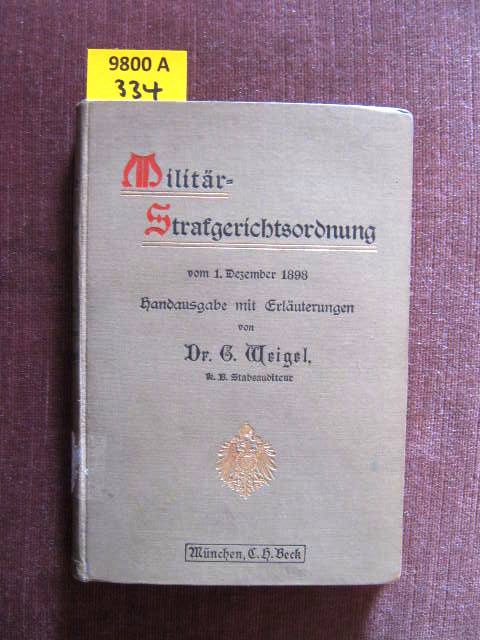 9800 A
334
Militär-
Strafgerichtsordnung
vom 1. Dezember 1898
Handausgabe mit Erläuterungen
von
Dr. G. Weigel,
K. B. Stabsauditeur
München, C. H. Beck